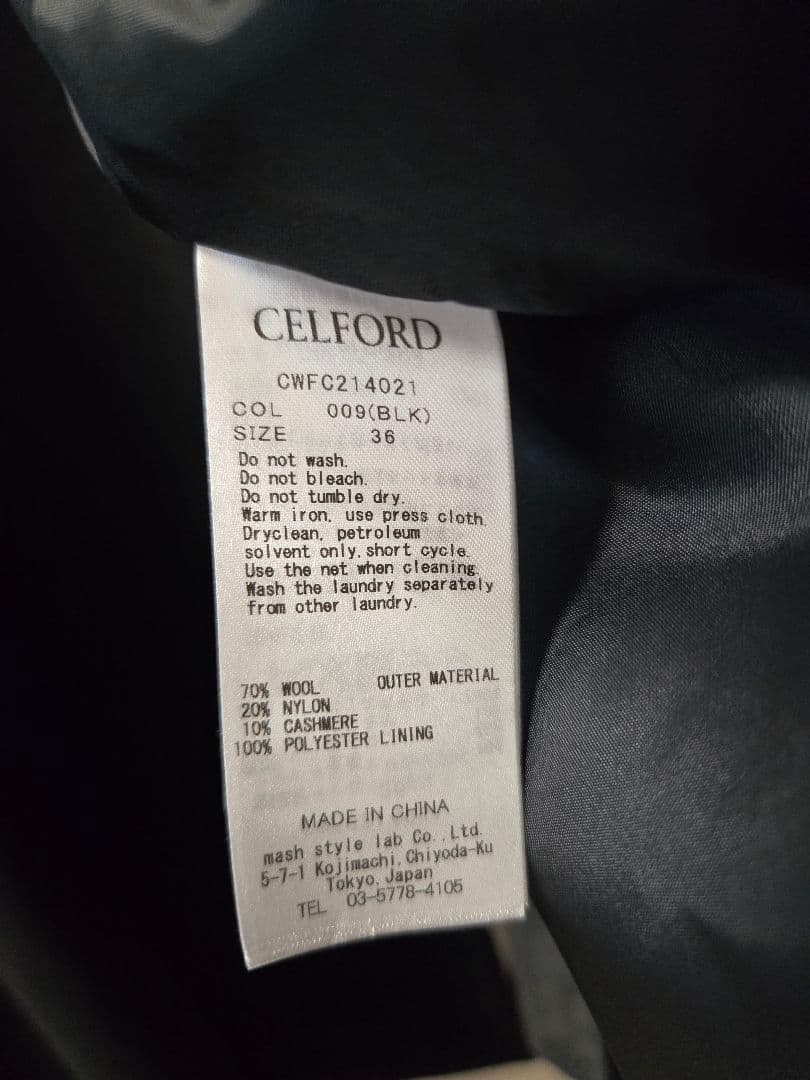 CELFORD
CWFC214021
COL 009(BLK)
SIZE 36
Do not wash.
Do not bleach.
Do not tumble dry.
Warm iron, use press cloth.
Dryclean, petroleum
solvent only, short cycle.
Use the net when cleaning.
Wash the laundry separately
from other laundry.
70% WOOL OUTER MATERIAL
20% NYLON
10% CASHMERE
100% POLYESTER LINING
MADE IN CHINA
mash style lab Co., Ltd.
5-7-1 Kojimachi, Chiyoda-Ku
Tokyo, Japan
TEL 03-5778-4105